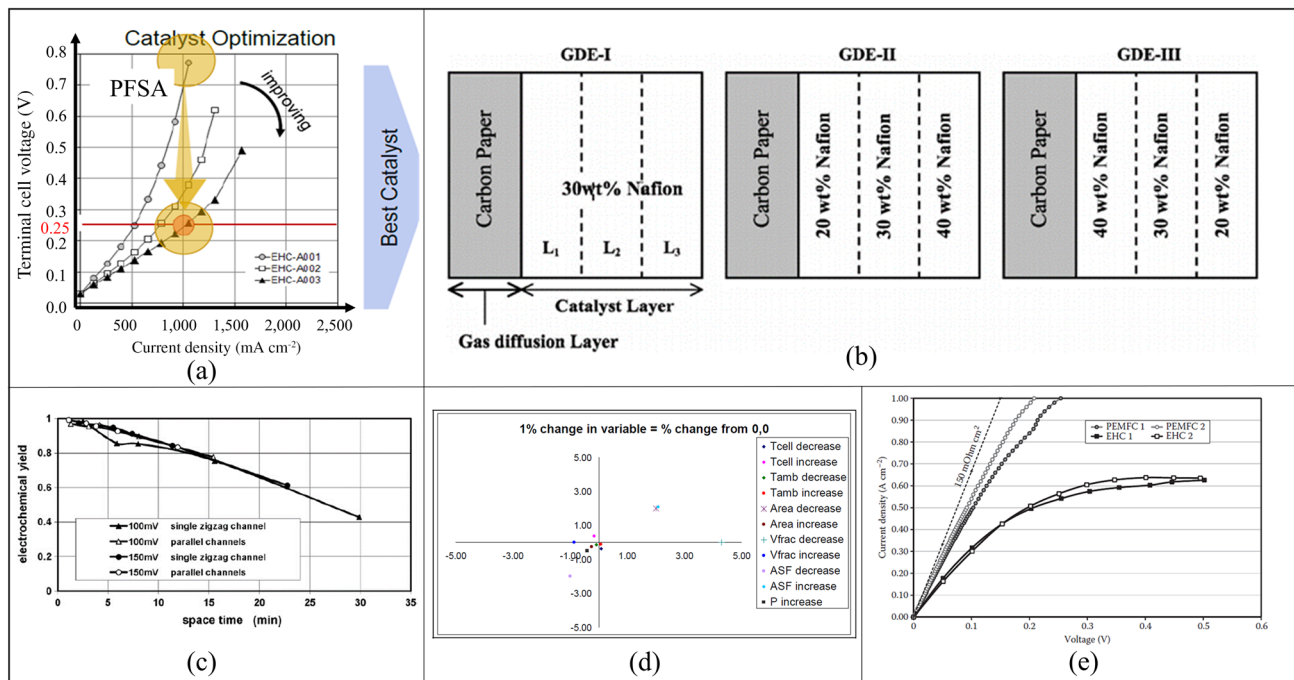 Catalyst Optimization
0.8
0.7
0.6
0.5
0.4
0.3
0.25
0.2
0.1
0.0
Terminal cell voltage (V)
PFSA
improving
EHC-A001
EHC-A002
EHC-A003
0
500
1,000
1,500
2,000
2,500
Current density (mA cm⁻²)
(a)
Best Catalyst
GDE-I
GDE-II
GDE-III
Carbon Paper
30wt% Nafion
L₁
L₂
L₃
Catalyst Layer
Gas diffusion Layer
Carbon Paper
20 wt% Nafion
30 wt% Nafion
40 wt% Nafion
Carbon Paper
40 wt% Nafion
30 wt% Nafion
20 wt% Nafion
(b)
electrochemical yield
1
0.8
0.6
0.4
0.2
0
100mV single zigzag channel
100mV parallel channels
150mV single zigzag channel
150mV parallel channels
0
5
10
15
20
25
30
35
space time (min)
(c)
1% change in variable = % change from 0,0
5.00
3.00
1.00
-1.00
-3.00
-5.00
-5.00
-3.00
-1.00
1.00
3.00
5.00
Tcell decrease
Tcell increase
Tamb decrease
Tamb increase
Area decrease
Area increase
Vfrac decrease
Vfrac increase
ASF decrease
ASF increase
P increase
(d)
Current density (A cm⁻²)
1.00
0.90
0.80
0.70
0.60
0.50
0.40
0.30
0.20
0.10
0.00
150 mOhm cm²
PEMFC 1
PEMFC 2
EHC 1
EHC 2
0
0.1
0.2
0.3
0.4
0.5
0.6
Voltage (V)
(e)